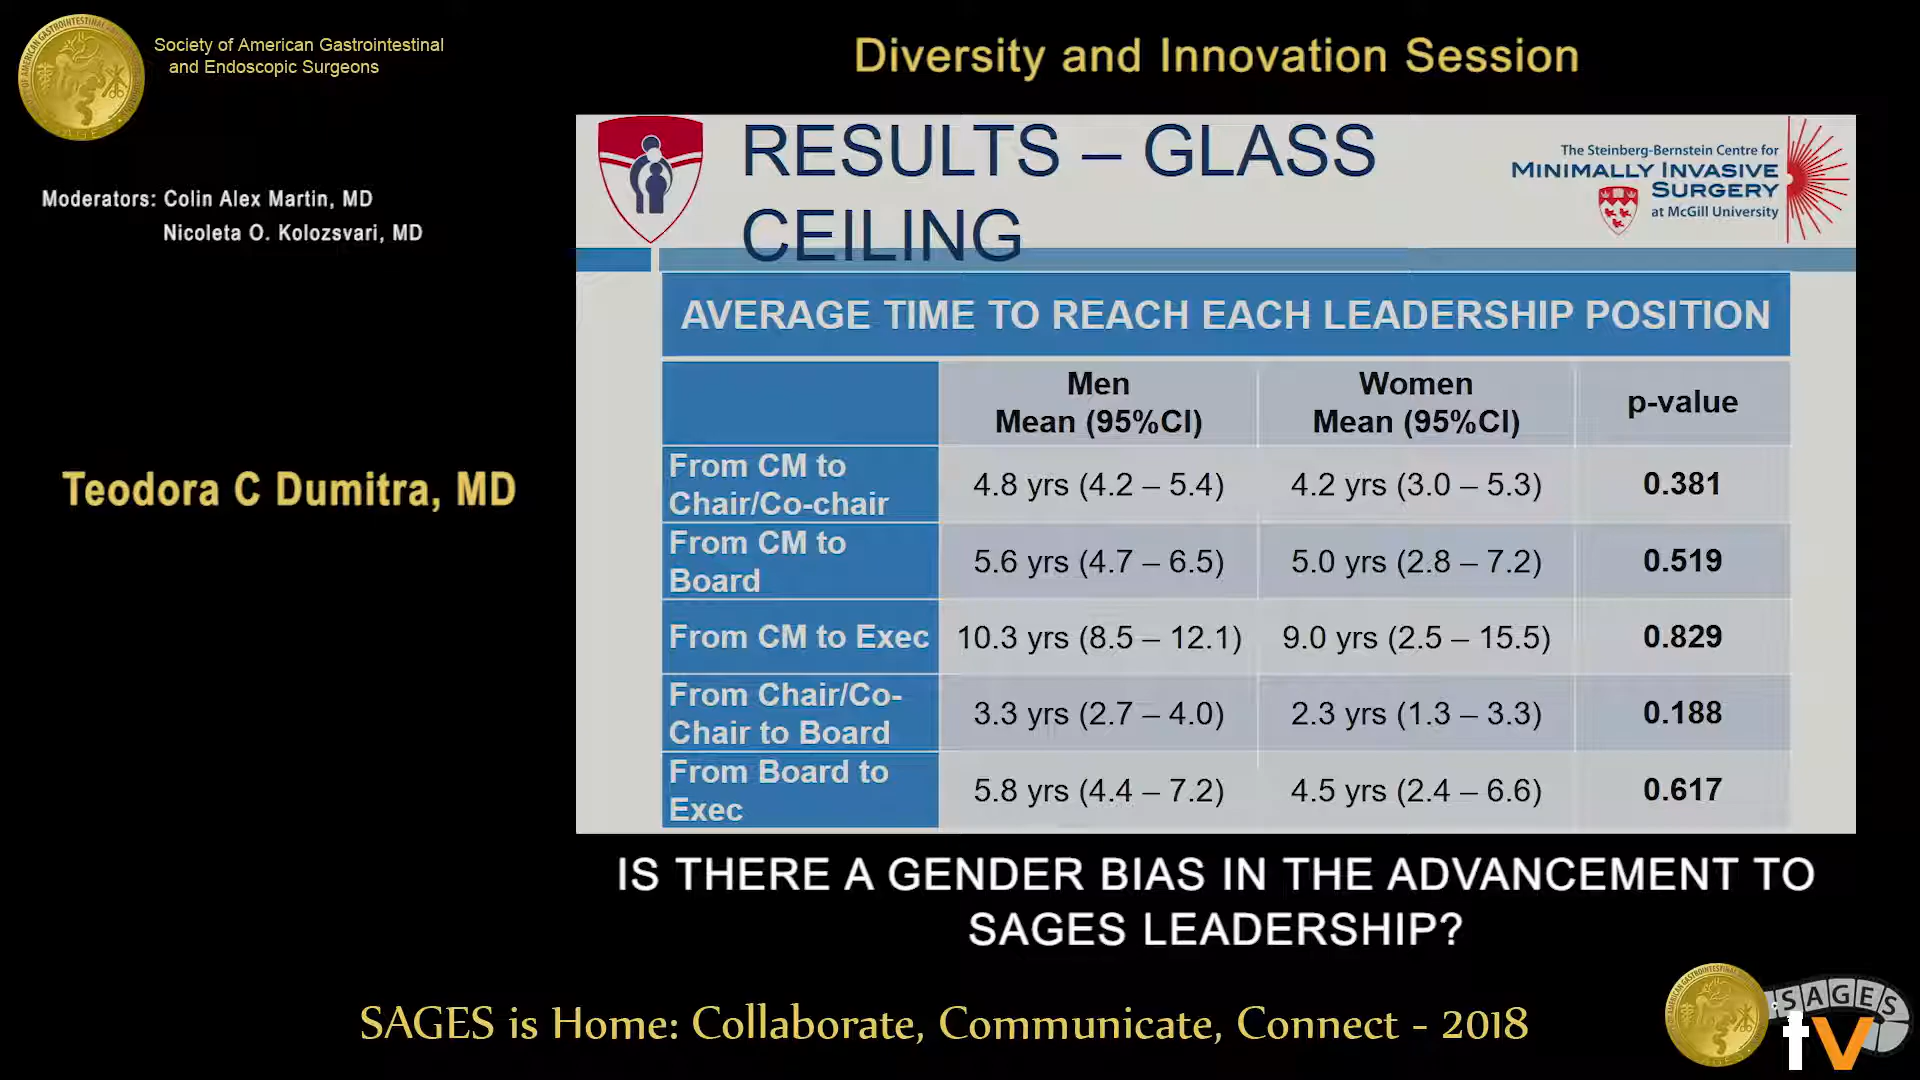 Society of American Gastrointestinal
and Endoscopic Surgeons
Diversity and Innovation Session
Moderators: Colin Alex Martin, MD
Nicoleta O. Kolozsvari, MD
Teodora C Dumitra, MD
RESULTS – GLASS
CEILING
The Steinberg-Bernstein Centre for
MINIMALLY INVASIVE
SURGERY
at McGill University
AVERAGE TIME TO REACH EACH LEADERSHIP POSITION
Men
Mean (95%CI)
Women
Mean (95%CI)
p-value
From CM to
Chair/Co-chair
4.8 yrs (4.2 – 5.4)
4.2 yrs (3.0 – 5.3)
0.381
From CM to
Board
5.6 yrs (4.7 – 6.5)
5.0 yrs (2.8 – 7.2)
0.519
From CM to Exec
10.3 yrs (8.5 – 12.1)
9.0 yrs (2.5 – 15.5)
0.829
From Chair/Co-
Chair to Board
3.3 yrs (2.7 – 4.0)
2.3 yrs (1.3 – 3.3)
0.188
From Board to
Exec
5.8 yrs (4.4 – 7.2)
4.5 yrs (2.4 – 6.6)
0.617
IS THERE A GENDER BIAS IN THE ADVANCEMENT TO
SAGES LEADERSHIP?
SAGES is Home: Collaborate, Communicate, Connect - 2018
SAGES
tv